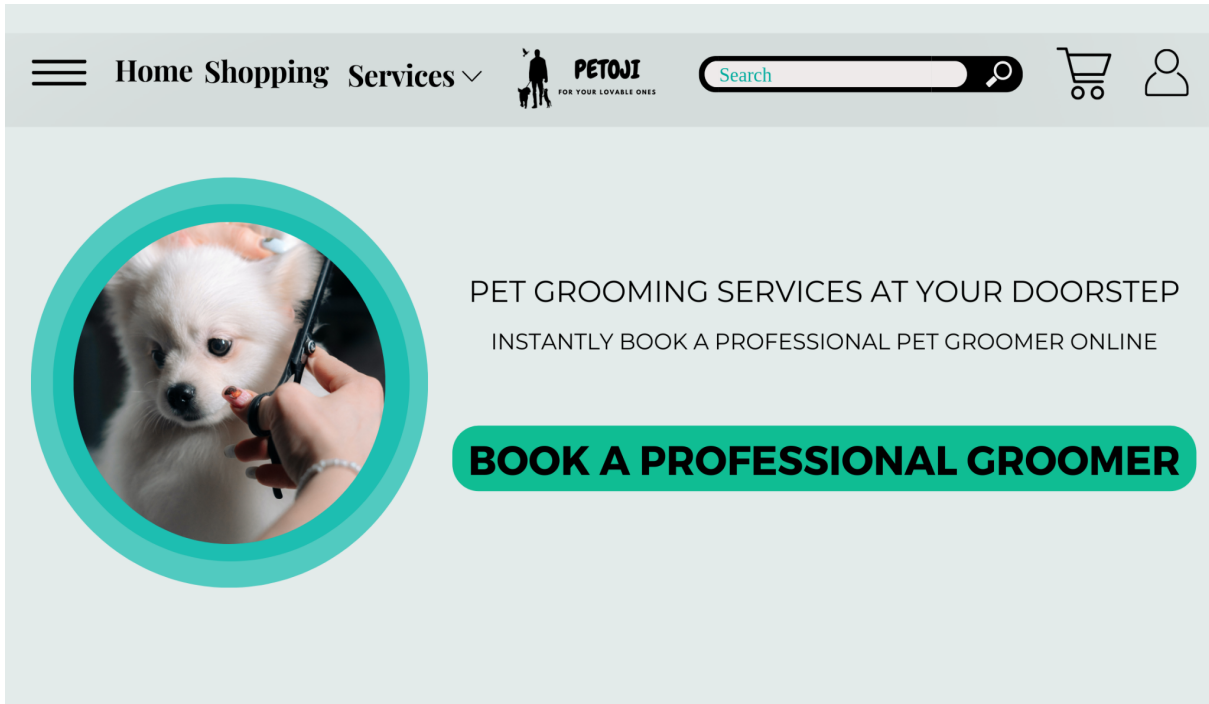 Home Shopping Services
PETOJI
FOR YOUR LOVABLE ONES
Search
PET GROOMING SERVICES AT YOUR DOORSTEP
INSTANTLY BOOK A PROFESSIONAL PET GROOMER ONLINE
BOOK A PROFESSIONAL GROOMER